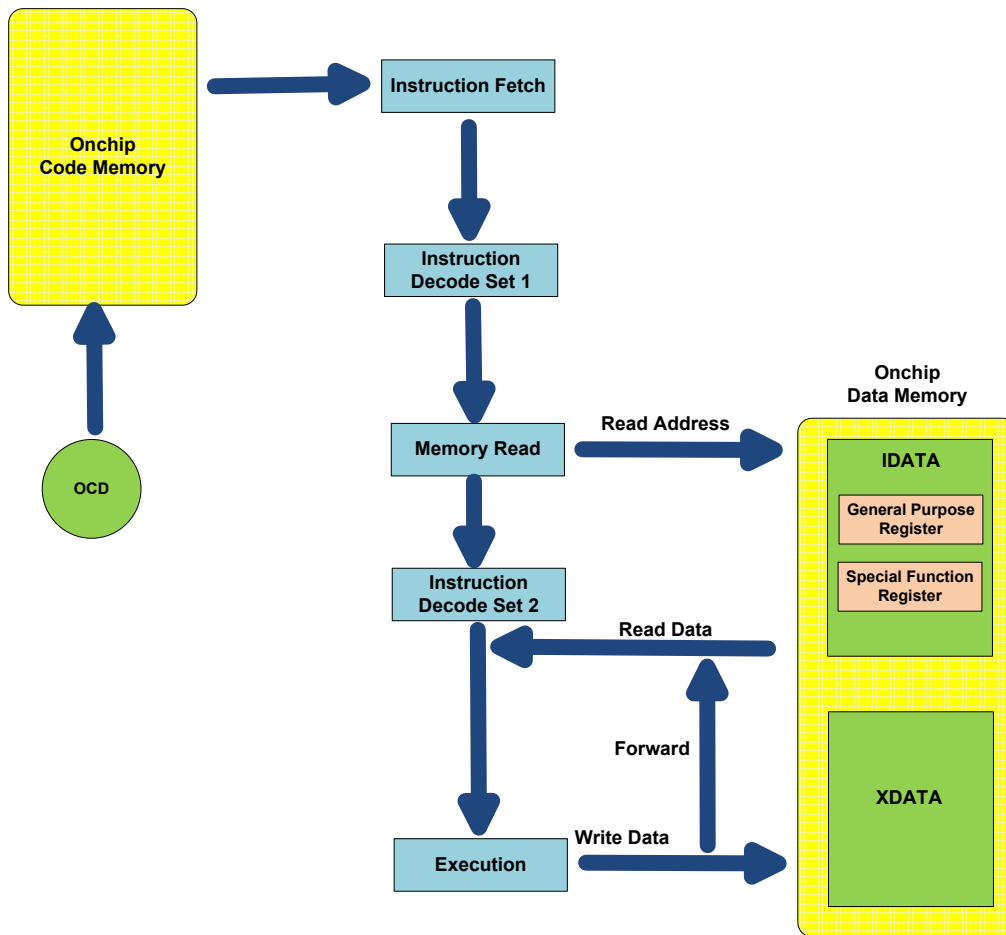 Onchip
Code Memory
Instruction Fetch
Instruction
Decode Set 1
Onchip
Data Memory
Read Address
Memory Read
IDATA
OCD
General Purpose
Register
Special Function
Register
Instruction
Decode Set 2
Read Data
Forward
XDATA
Write Data
Execution